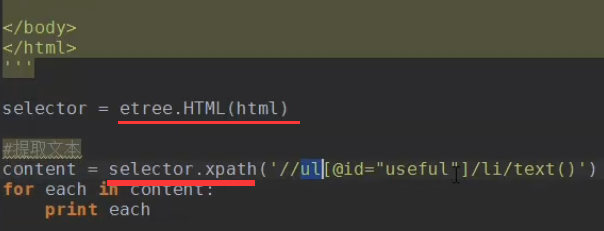 </body>
</html>
'''
selector = etree.HTML(html)
#提取文本
content = selector.xpath('//ul[@id="useful"]/li/text()')
for each in content:
    print each